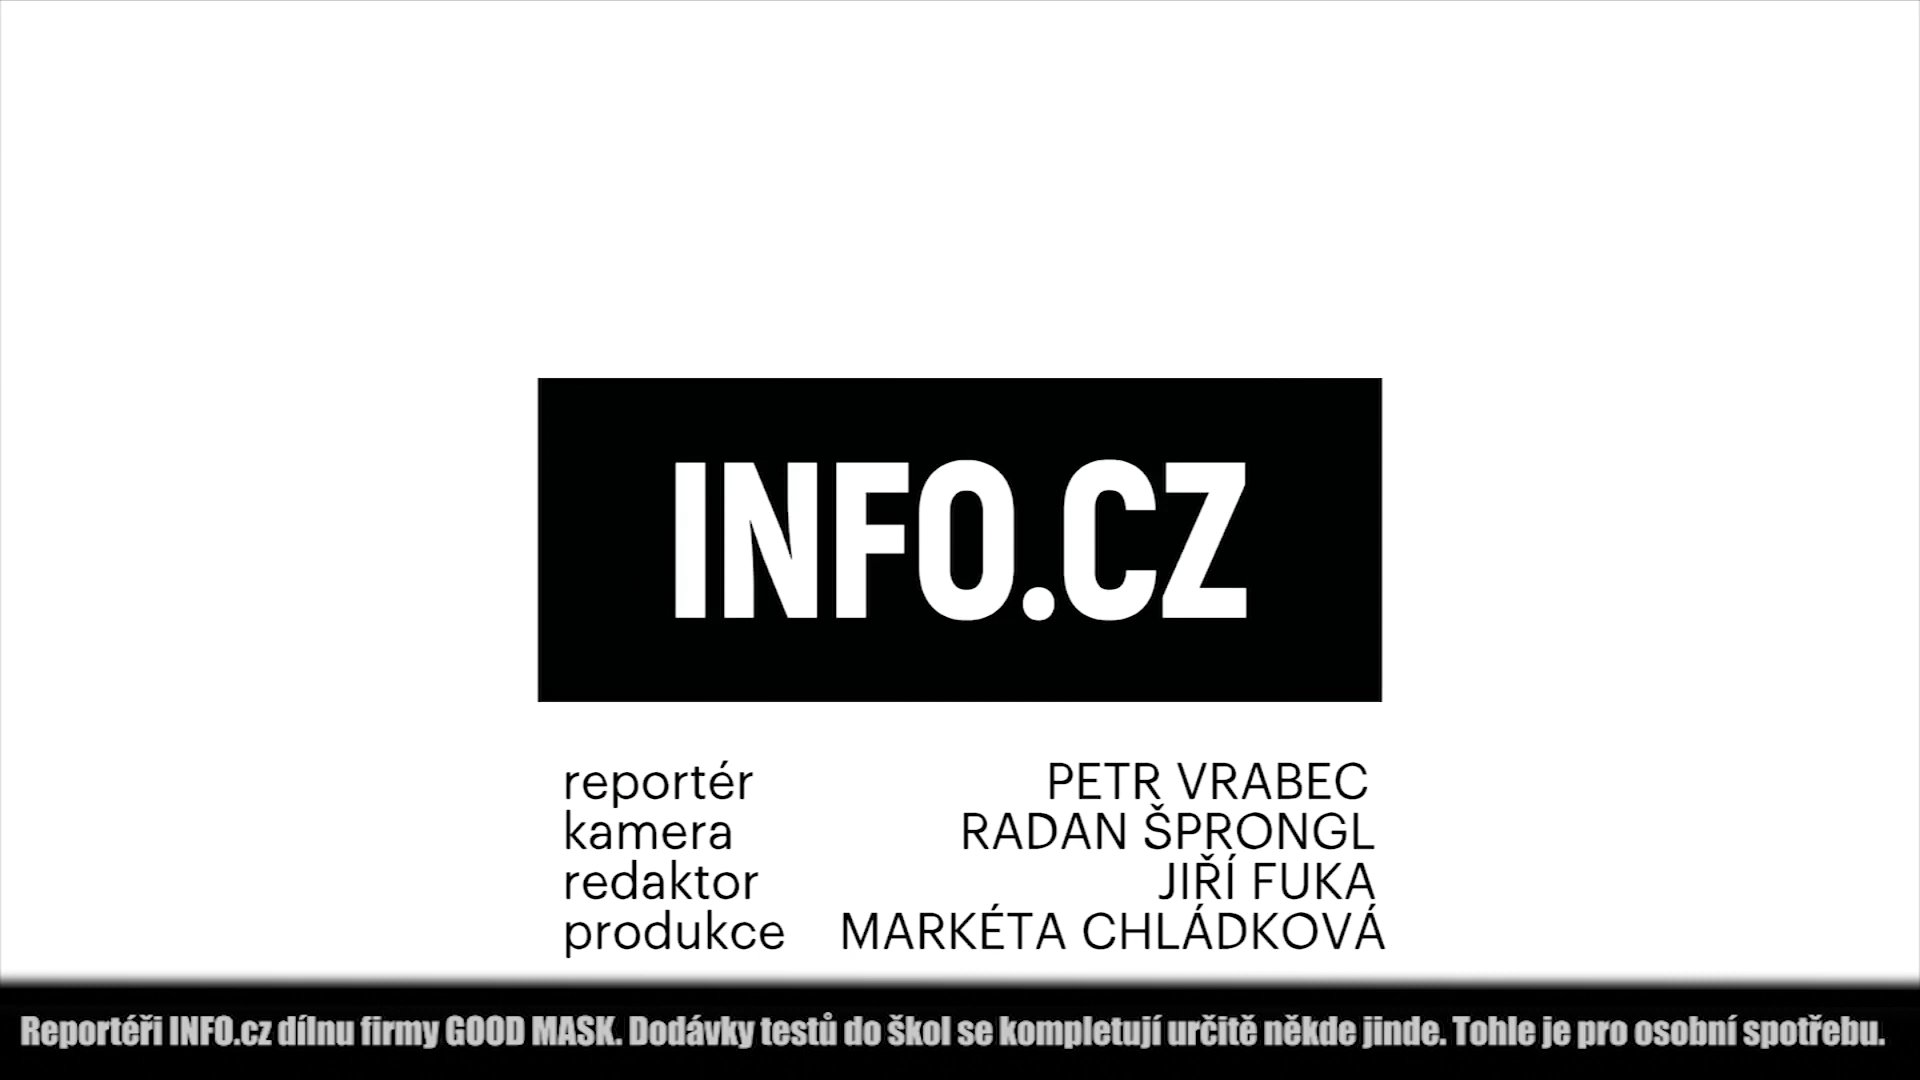 INFO.CZ
reportér PETR VRABEC
kamera RADAN ŠPRONGL
redaktor JIŘÍ FUKA
produkce MARKÉTA CHLÁDKOVÁ
Reportéři INFO.cz dílnu firmy GOOD MASK. Dodávky testů do škol se kompletují určitě někde jinde. Tohle je pro osobní spotřebu.